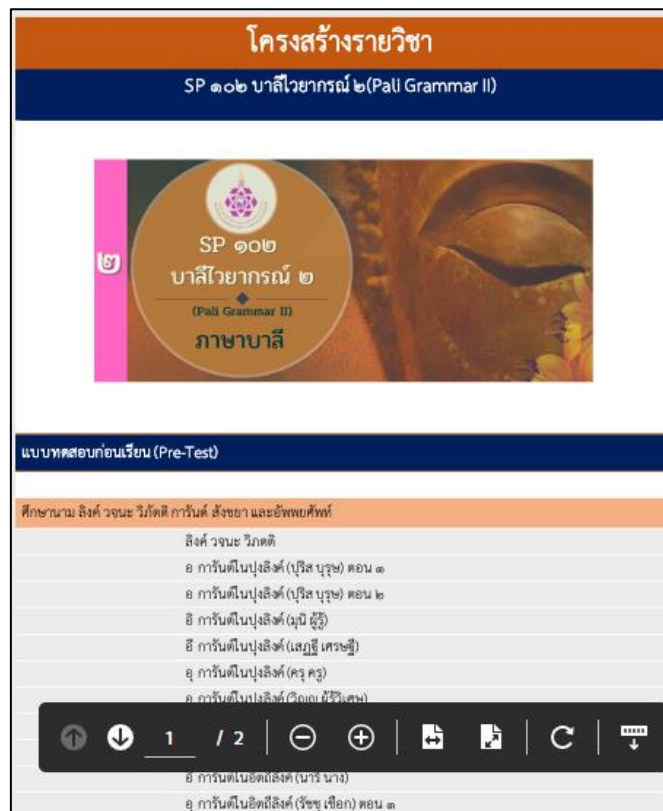 โครงสร้างรายวิชา
SP ๑๐๒ บาลีไวยากรณ์ ๒(Pali Grammar II)
๒
SP ๑๐๒
บาลีไวยากรณ์ ๒
(Pali Grammar II)
ภาษาบาลี
แบบทดสอบก่อนเรียน (Pre-Test)
ศึกษานาม ลิงค์ วจนะ วิภัตติ การันต์ สังขยา และอัพพยศัพท์
ลิงค์ วจนะ วิภตติ
อ การันต์ในปุงลิงค์ (ปุริส บุรุษ) ตอน ๑
อ การันต์ในปุงลิงค์ (ปุริส บุรุษ) ตอน ๒
อิ การันต์ในปุงลิงค์ (มุนิ ผู้รู้)
อี การันต์ในปุงลิงค์ (เสฏฐี เศรษฐี)
อุ การันต์ในปุงลิงค์ (ครุ ครู)
การันต์ในปุงลิงค์
1 / 2
อี การันต์ในอิตถีลิงค์ (นารี นาง)
อุ การันต์ในอิตถีลิงค์ (รัชชุ เชือก) ตอน ๑